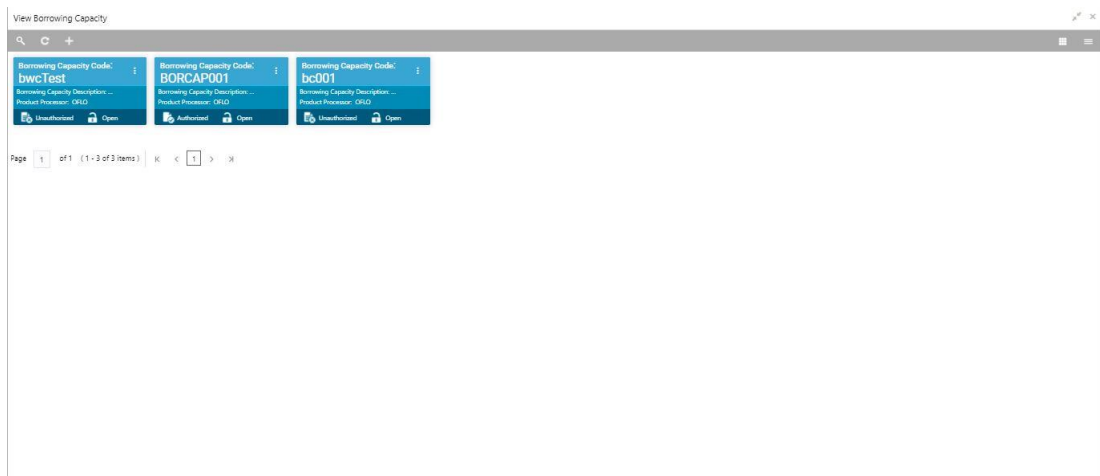 View Borrowing Capacity
Borrowing Capacity Code:
bwcTest
Borrowing Capacity Description: ...
Product Processor: OFLO
Unauthorized Open
Borrowing Capacity Code:
BORCAP001
Borrowing Capacity Description: ...
Product Processor: OFLO
Authorized Open
Borrowing Capacity Code:
bc001
Borrowing Capacity Description: ...
Product Processor: OFLO
Unauthorized Open
Page 1 of 1 (1 - 3 of 3 items) 1